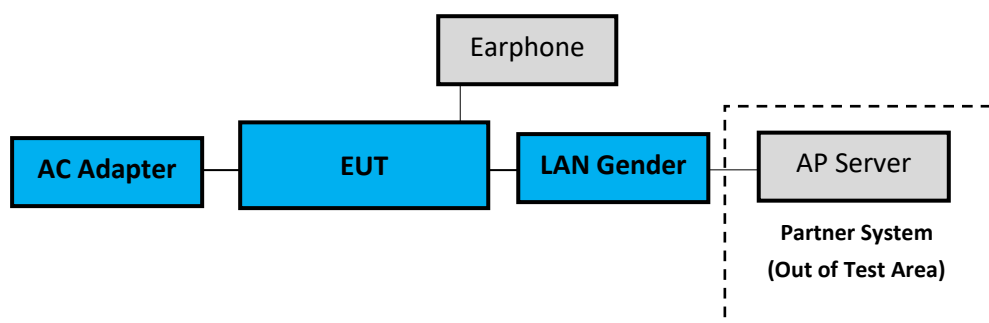 Earphone
AC Adapter
EUT
LAN Gender
AP Server
Partner System
(Out of Test Area)